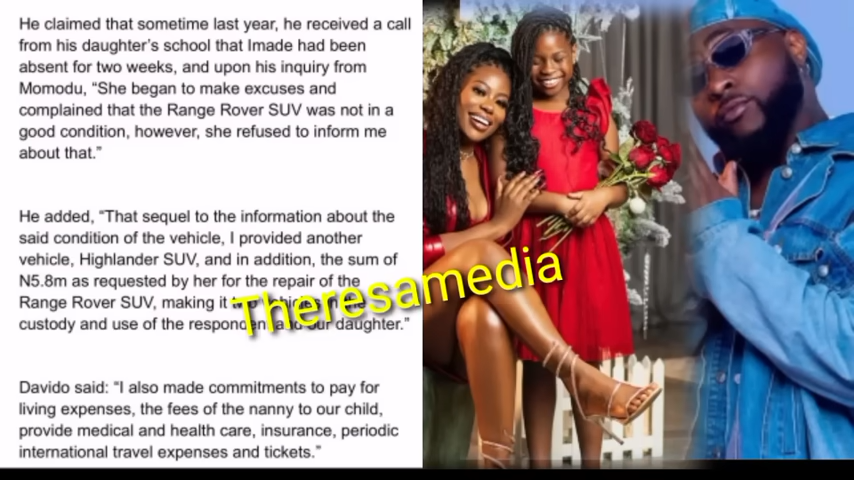 He claimed that sometime last year, he received a call
from his daughter's school that Imade had been
absent for two weeks, and upon his inquiry from
Momodu, “She began to make excuses and
complained that the Range Rover SUV was not in a
good condition, however, she refused to inform me
about that.”
He added, “That sequel to the information about the
said condition of the vehicle, I provided another
vehicle, Highlander SUV, and in addition, the sum of
N5.8m as requested by her for the repair of the
Range Rover SUV, making it
custody and use of the our daughter.”
Theresamedia
Davido said: “I also made commitments to pay for
living expenses, the fees of the nanny to our child,
provide medical and health care, insurance, periodic
international travel expenses and tickets.”